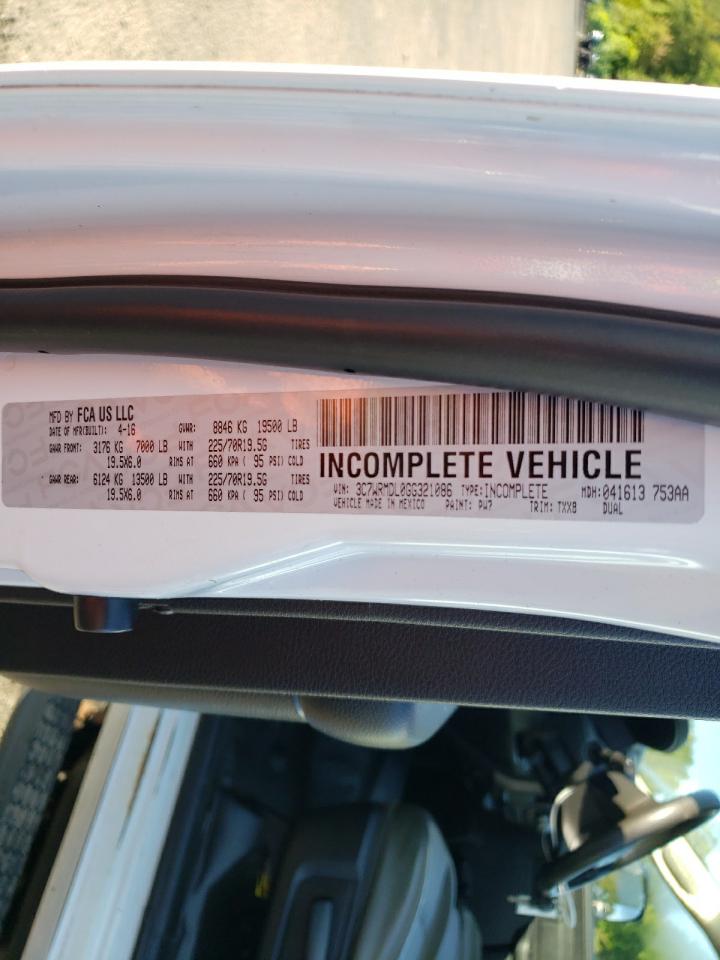 MFD BY FCA US LLC
DATE OF MFR(BUILT): 4-16 GVWR: 8846 KG 19500 LB
GAWR FRONT: 3176 KG 7000 LB WITH 225/70R19.5G TIRES
19.5X6.0 RIMS AT 660 KPA ( 95 PSI) COLD
GAWR REAR: 6124 KG 13500 LB WITH 225/70R19.5G TIRES
19.5X6.0 RIMS AT 660 KPA ( 95 PSI) COLD
INCOMPLETE VEHICLE
VIN: 3C7WRMDL0GG321086 TYPE:INCOMPLETE MDH:041613 753AA
VEHICLE MADE IN MEXICO PAINT: PW7 TRIM: TXX8 DUAL